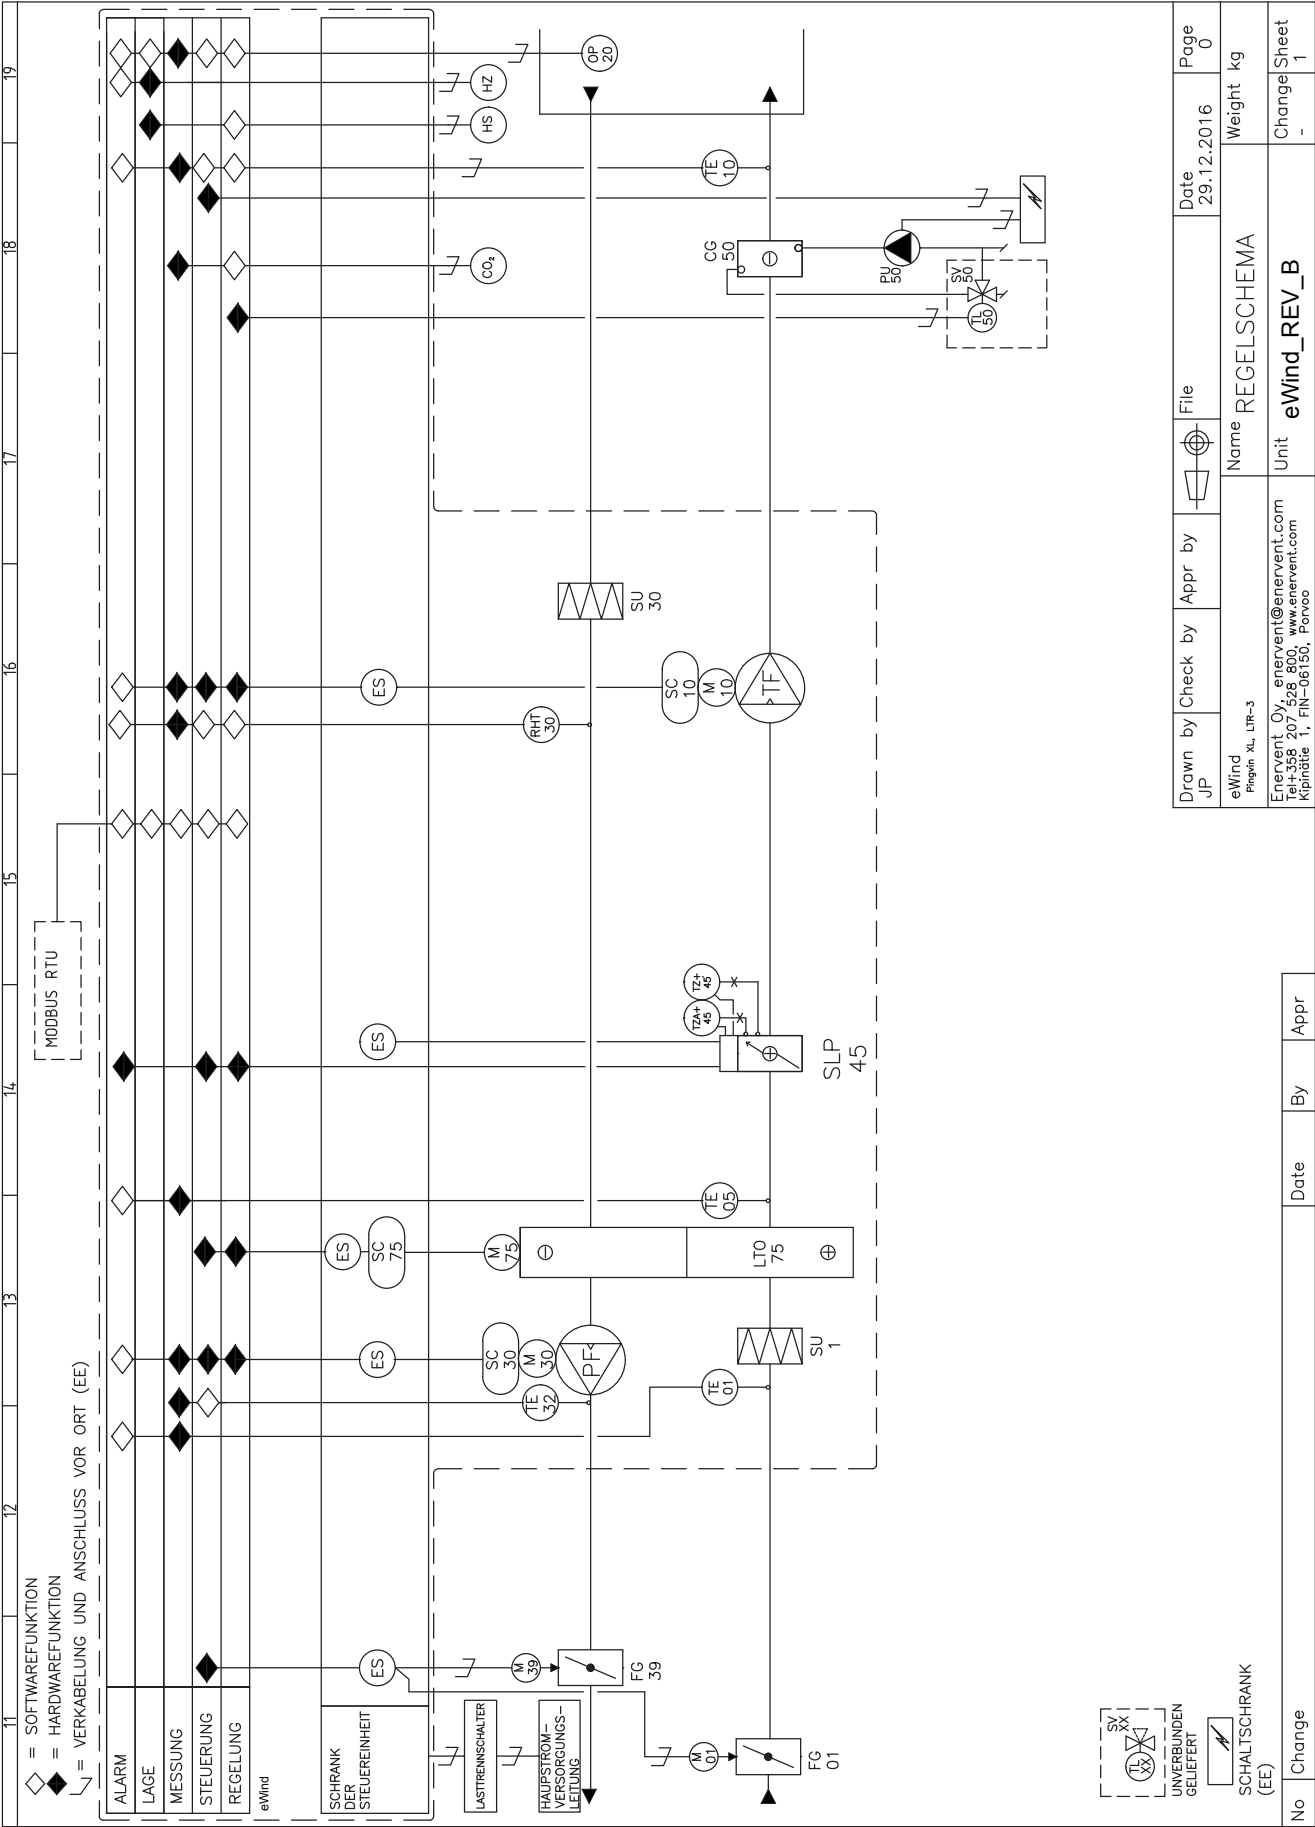 11
12
13
14
15
16
17
18
19
= SOFTWAREFUNKTION
= HARDWAREFUNKTION
= VERKABELUNG UND ANSCHLUSS VOR ORT (EE)
MODBUS RTU
ALARM
LAGE
MESSUNG
STEUERUNG
REGELUNG
eWind
SCHRANK
DER
STEUEREINHEIT
ES
ES
ES
ES
ES
SC
75
LASTTRENNSCHALTER
HAUPSTROM-
VERSORGUNGS-
LEITUNG
M
39
FG
39
M
01
FG
01
TE
32
SC
30
M
30
PF
TE
01
SU
1
M
75
LTO
75
TE
05
TZA+
45
TZ+
45
SLP
45
RHT
30
SC
10
M
10
TF
SU
30
CO₂
HS
HZ
OP
20
TE
10
CG
50
PU
50
SV
50
TL
50
TL
XX
SV
XX
UNVERBUNDEN
GELIEFERT
SCHALTSCHRANK
(EE)
No
Change
Date
By
Appr
Drawn by
JP
Check by
Appr by
File
Date
29.12.2016
Page
0
eWind
Pingvin XL, LTR-3
Name
REGELSCHEMA
Weight kg
Enervent Oy, enervent@enervent.com
Tel+358 207 528 800, www.enervent.com
Kipinätie 1, FIN-06150, Porvoo
Unit
eWind_REV_B
Change
-
Sheet
1